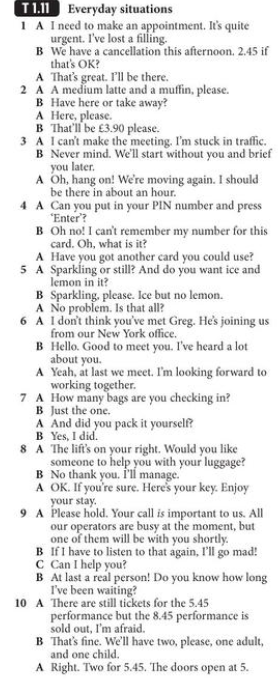 T 1.11 Everyday situations
1 A I need to make an appointment. It's quite
urgent. I've lost a filling.
B We have a cancellation this afternoon. 2.45 if
that's OK?
A That's great. I'll be there.
2 A A medium latte and a muffin, please.
B Have here or take away?
A Here, please.
B That'll be £3.90 please.
3 A I can't make the meeting. I'm stuck in traffic.
B Never mind. We'll start without you and brief
you later.
A Oh, hang on! We're moving again. I should
be there in about an hour.
4 A Can you put in your PIN number and press
'Enter'?
B Oh no! I can't remember my number for this
card. Oh, what is it?
A Have you got another card you could use?
5 A Sparkling or still? And do you want ice and
lemon in it?
B Sparkling, please. Ice but no lemon.
A No problem. Is that all?
6 A I don't think you've met Greg. He's joining us
from our New York office.
B Hello. Good to meet you. I've heard a lot
about you.
A Yeah, at last we meet. I'm looking forward to
working together.
7 A How many bags are you checking in?
B Just the one.
A And did you pack it yourself?
B Yes, I did.
8 A The lift's on your right. Would you like
someone to help you with your luggage?
B No thank you. I'll manage.
A OK. If you're sure. Here's your key. Enjoy
your stay.
9 A Please hold. Your call is important to us. All
our operators are busy at the moment, but
one of them will be with you shortly.
B If I have to listen to that again, I'll go mad!
C Can I help you?
B At last a real person! Do you know how long
I've been waiting?
10 A There are still tickets for the 5.45
performance but the 8.45 performance is
sold out, I'm afraid.
B That's fine. We'll have two, please, one adult,
and one child.
A Right. Two for 5.45. The doors open at 5.